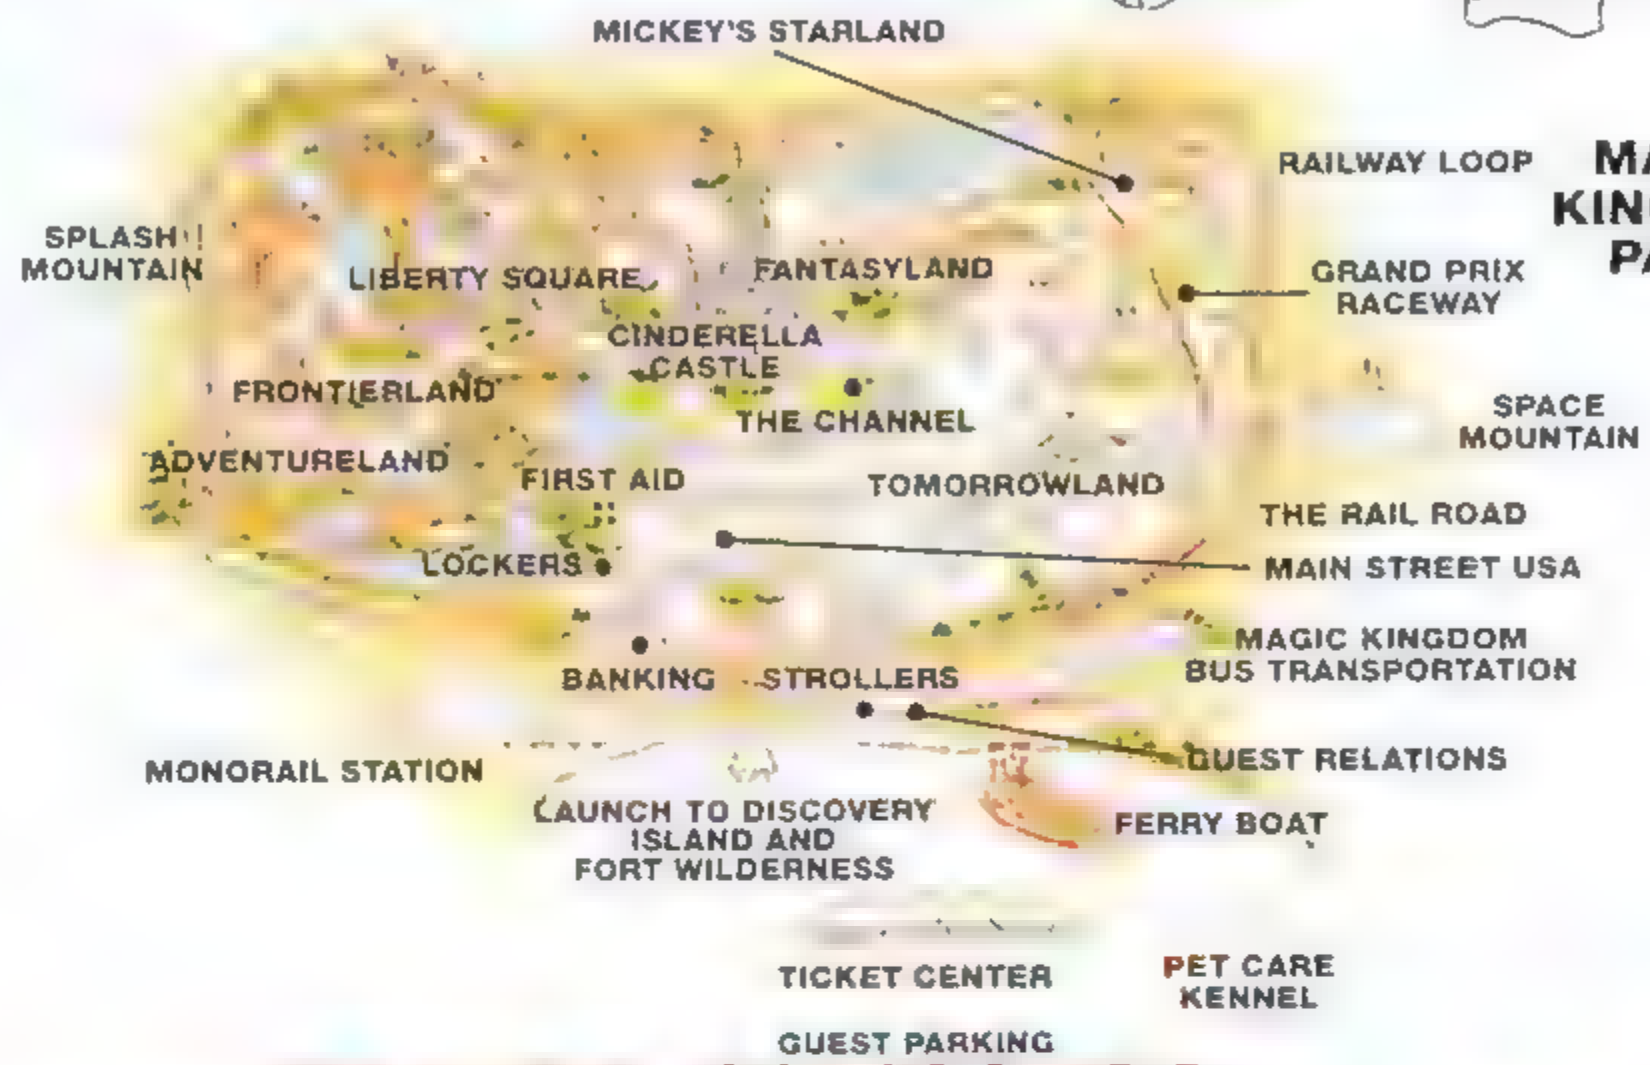 MICKEY'S STARLAND
RAILWAY LOOP
SPLASH
MOUNTAIN
LIBERTY SQUARE
FANTASYLAND
GRAND PRIX
RACEWAY
CINDERELLA
CASTLE
FRONTIERLAND
THE CHANNEL
SPACE
MOUNTAIN
ADVENTURELAND
FIRST AID
TOMORROWLAND
THE RAIL ROAD
LOCKERS
MAIN STREET USA
MAGIC KINGDOM
BUS TRANSPORTATION
BANKING
STROLLERS
MONORAIL STATION
GUEST RELATIONS
LAUNCH TO DISCOVERY
ISLAND AND
FORT WILDERNESS
FERRY BOAT
TICKET CENTER
PET CARE
KENNEL
GUEST PARKING